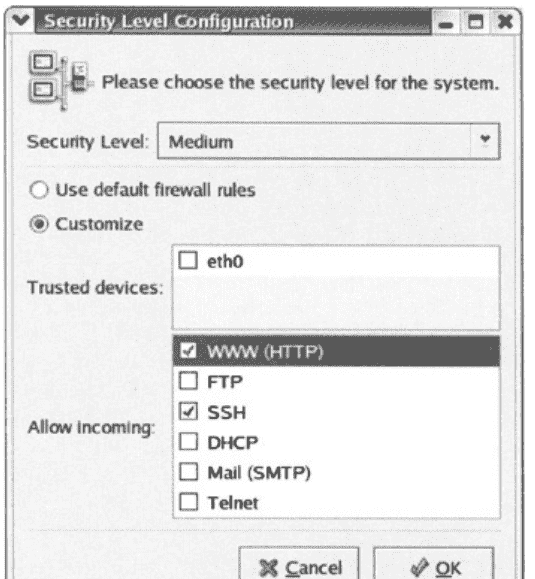 Security Level Configuration
Please choose the security level for the system.
Security Level: Medium
Use default firewall rules
Customize
Trusted devices:
eth0
Allow incoming:
WWW (HTTP)
FTP
SSH
DHCP
Mail (SMTP)
Telnet
Cancel
OK